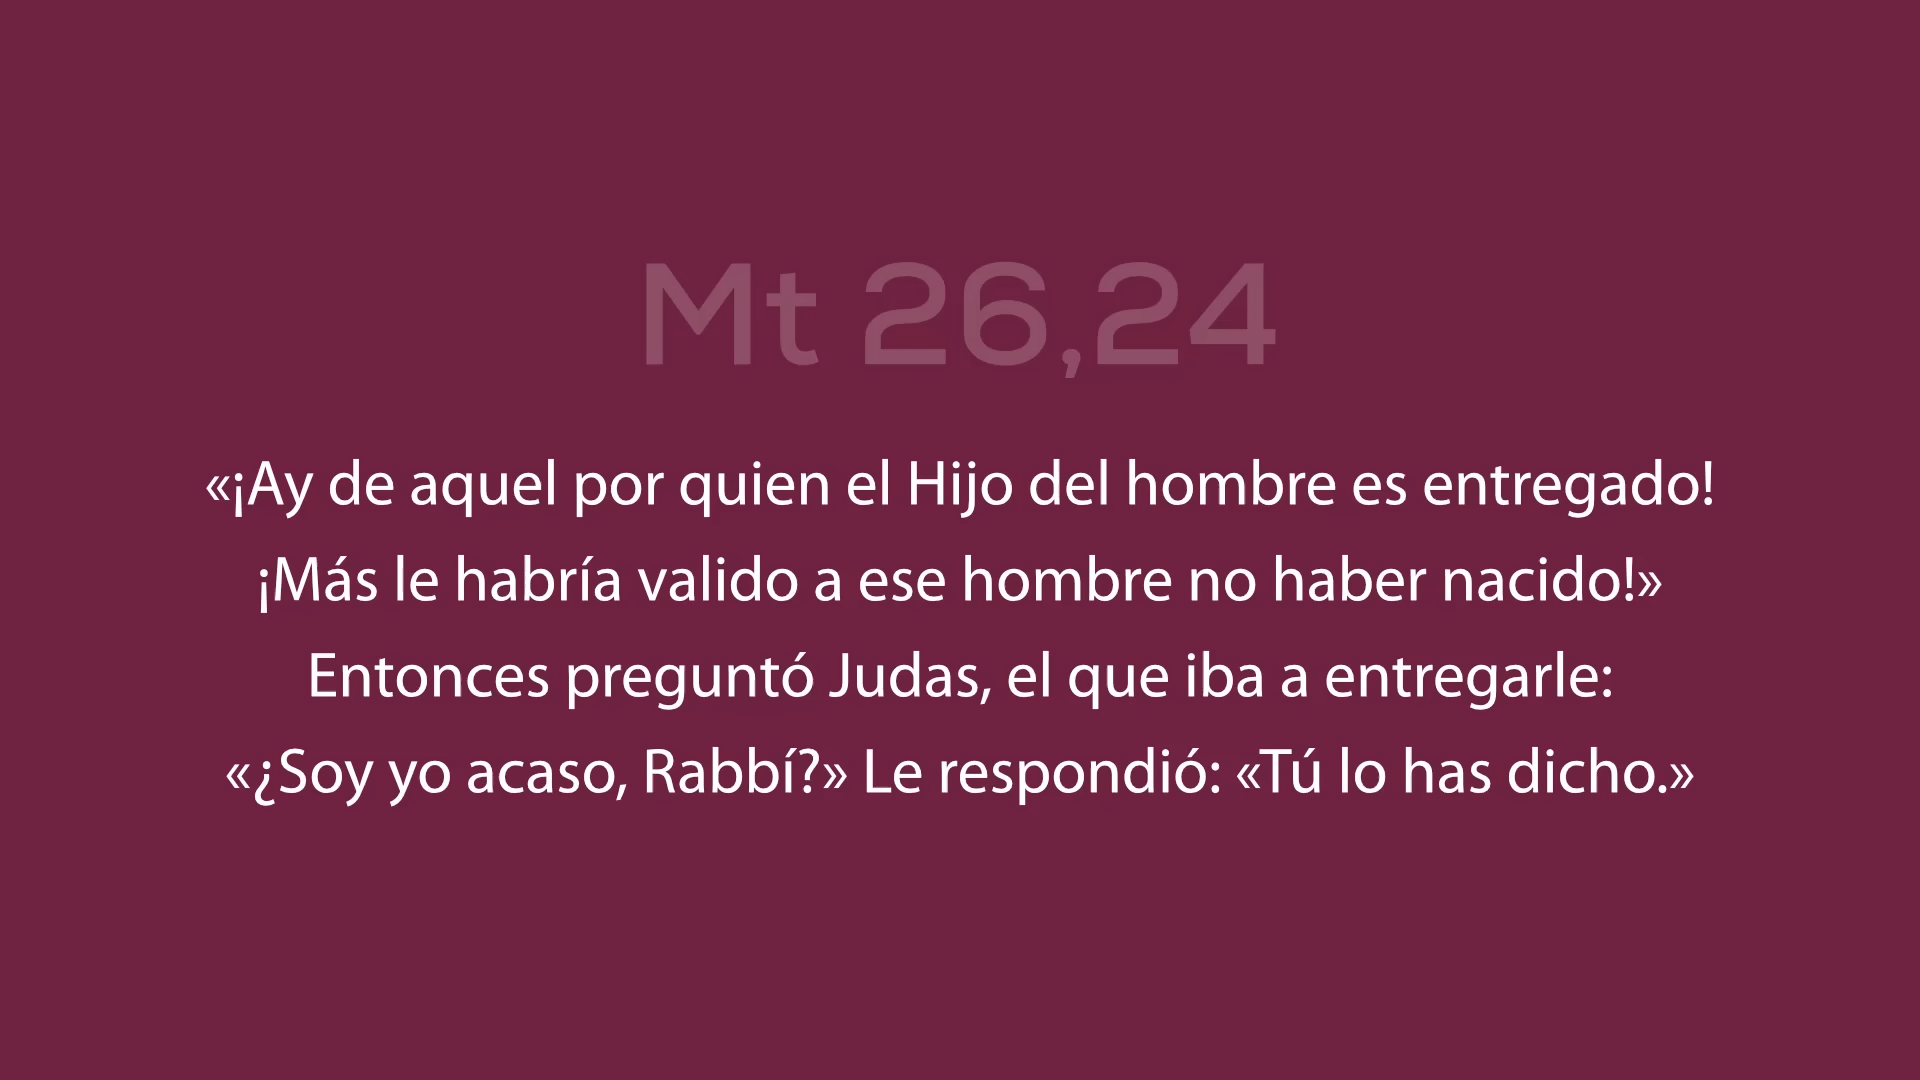 Mt 26,24
«¡Ay de aquel por quien el Hijo del hombre es entregado!
¡Más le habría valido a ese hombre no haber nacido!»
Entonces preguntó Judas, el que iba a entregarle:
«¿Soy yo acaso, Rabbí?» Le respondió: «Tú lo has dicho.»